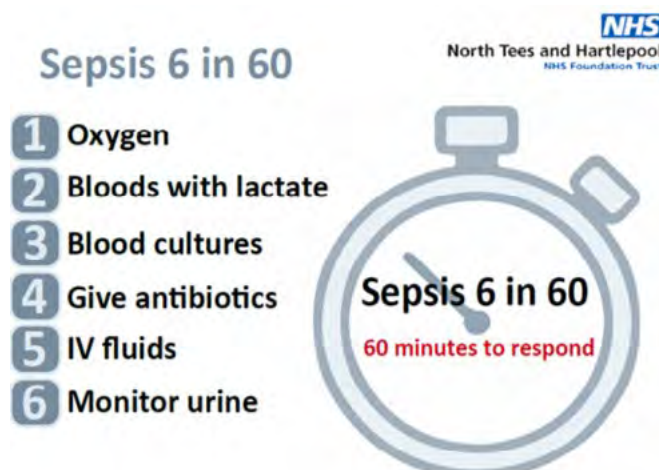 NHS
North Tees and Hartlepool
NHS Foundation Trust
Sepsis 6 in 60
1 Oxygen
2 Bloods with lactate
3 Blood cultures
4 Give antibiotics
5 IV fluids
6 Monitor urine
Sepsis 6 in 60
60 minutes to respond